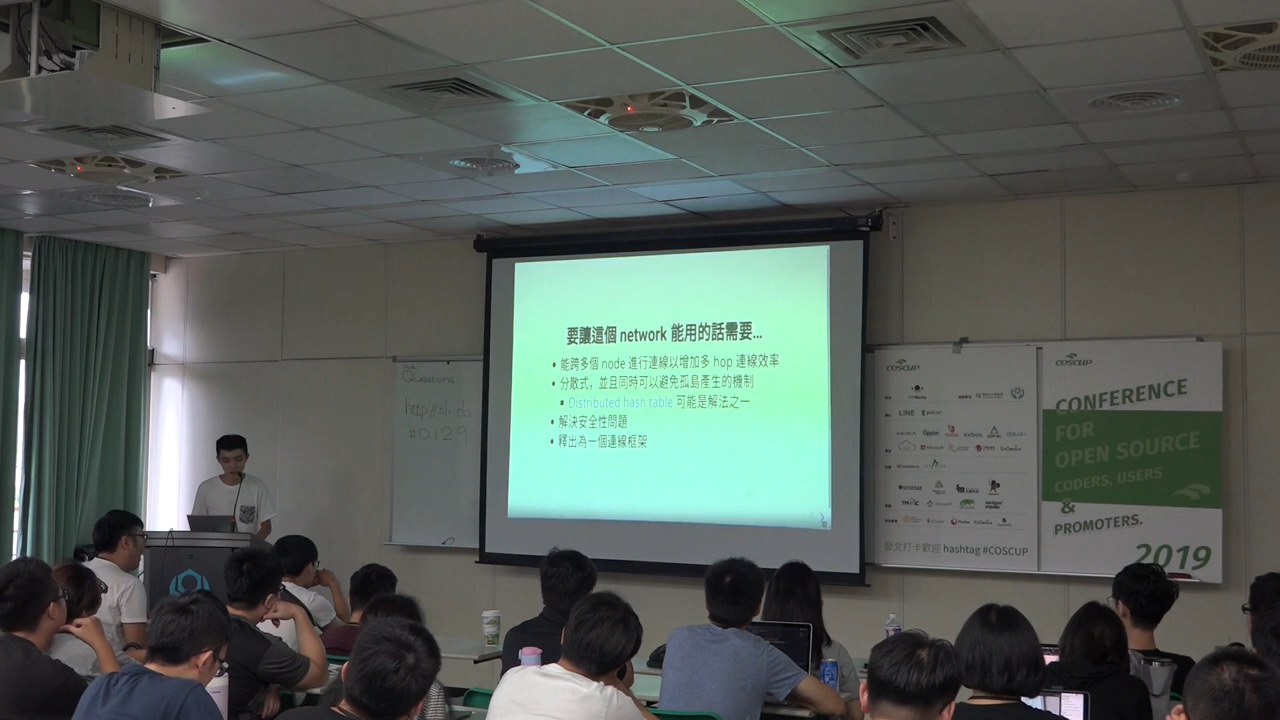 要讓這個 network 能用的話需要...
• 能跨多個 node 進行連線以增加多 hop 連線效率
• 分散式，並且同時可以避免孤島產生的機制
▪ Distributed hash table 可能是解法之一
• 解決安全性問題
• 釋出為一個連線框架
Questions
http://sli.do
#D129
COSCUP
LINE
發文打卡歡迎 hashtag #COSCUP
COSCUP
CONFERENCE
FOR
OPEN SOURCE
CODERS, USERS
&
PROMOTERS.
2019